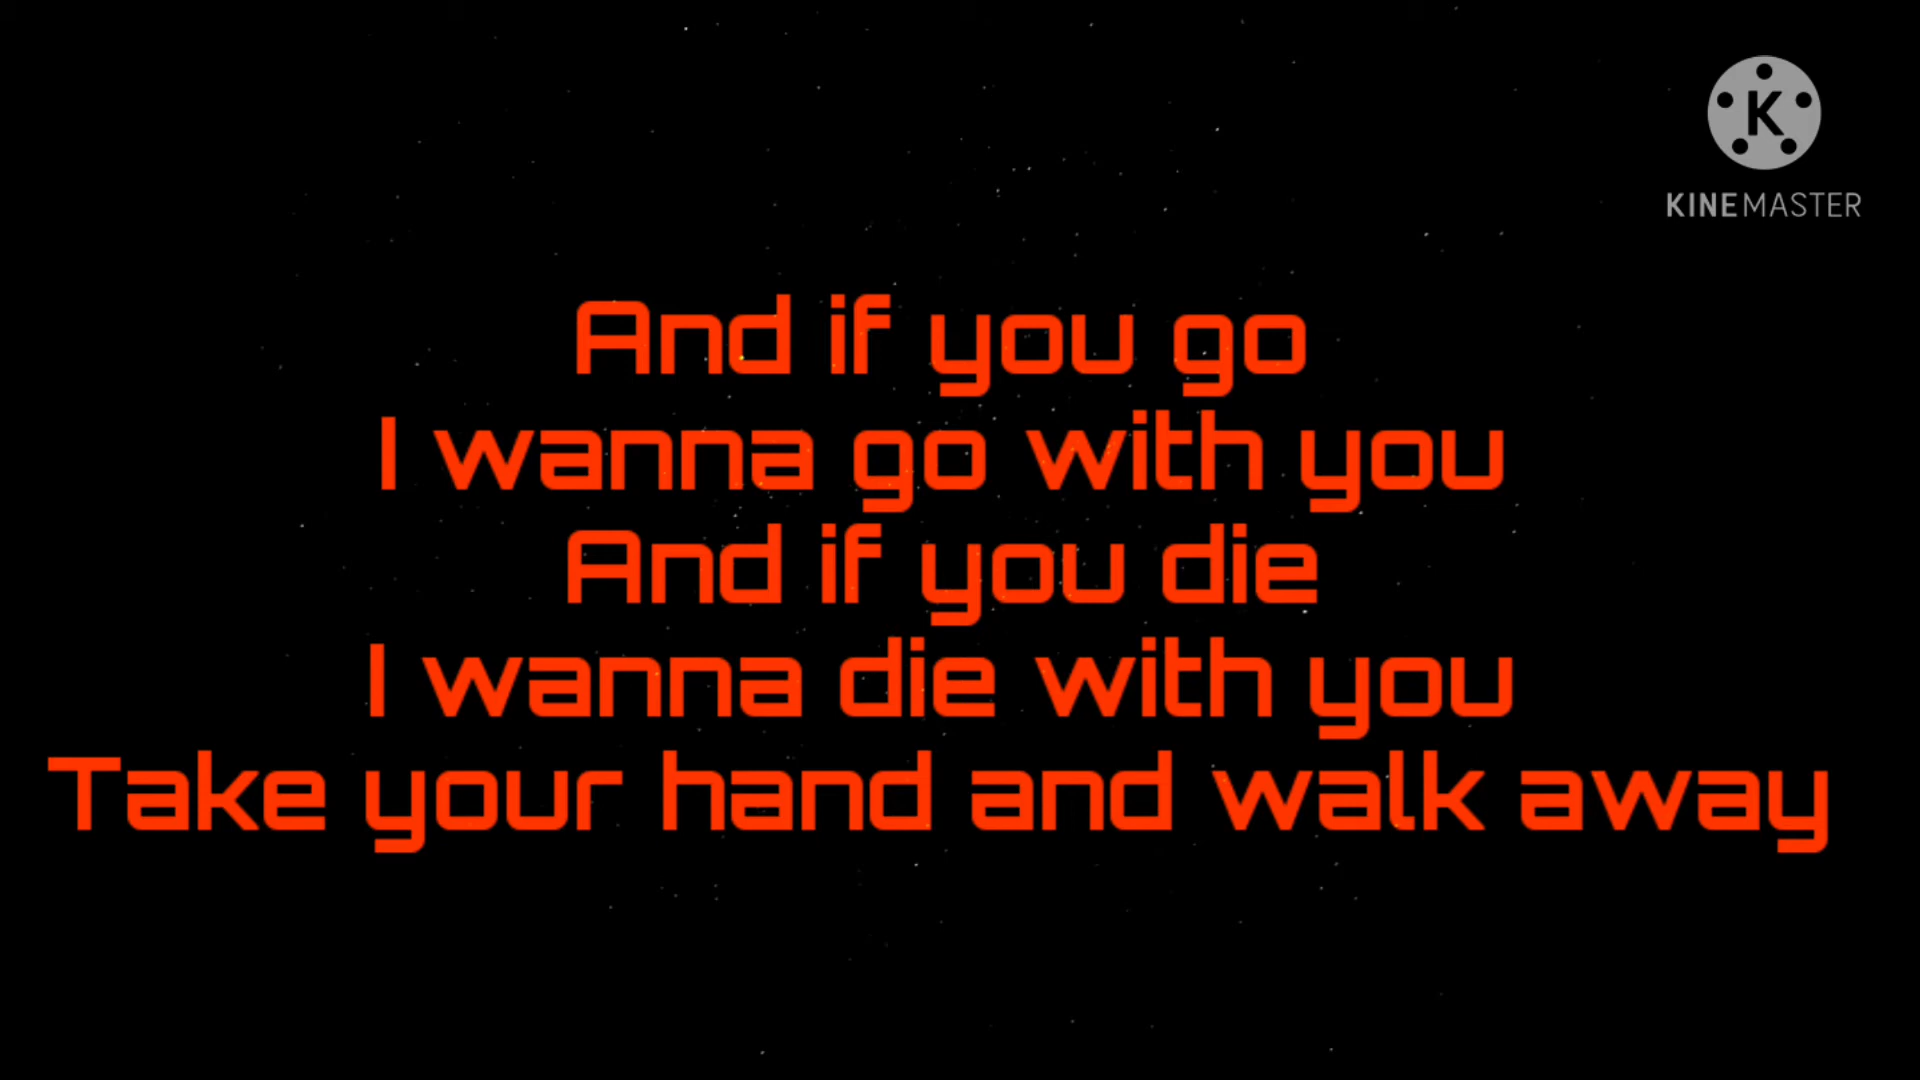 KINEMASTER
And if you go
I wanna go with you
And if you die
I wanna die with you
Take your hand and walk away